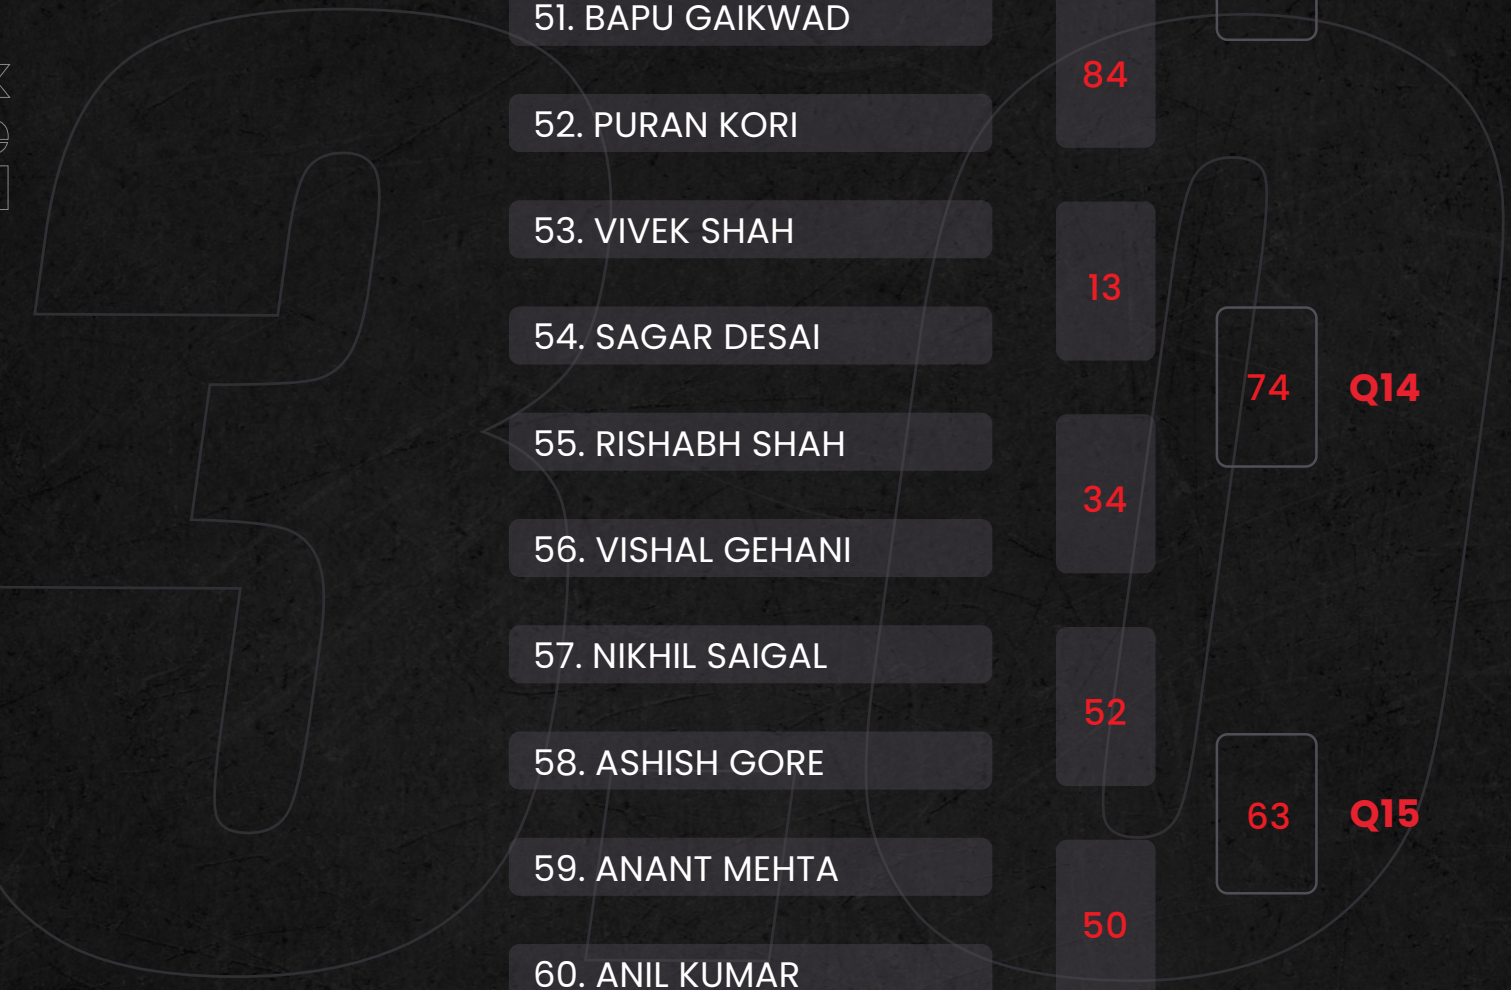 51. BAPU GAIKWAD
84
52. PURAN KORI
53. VIVEK SHAH
13
54. SAGAR DESAI
74 Q14
55. RISHABH SHAH
34
56. VISHAL GEHANI
57. NIKHIL SAIGAL
52
58. ASHISH GORE
63 Q15
59. ANANT MEHTA
50
60. ANIL KUMAR